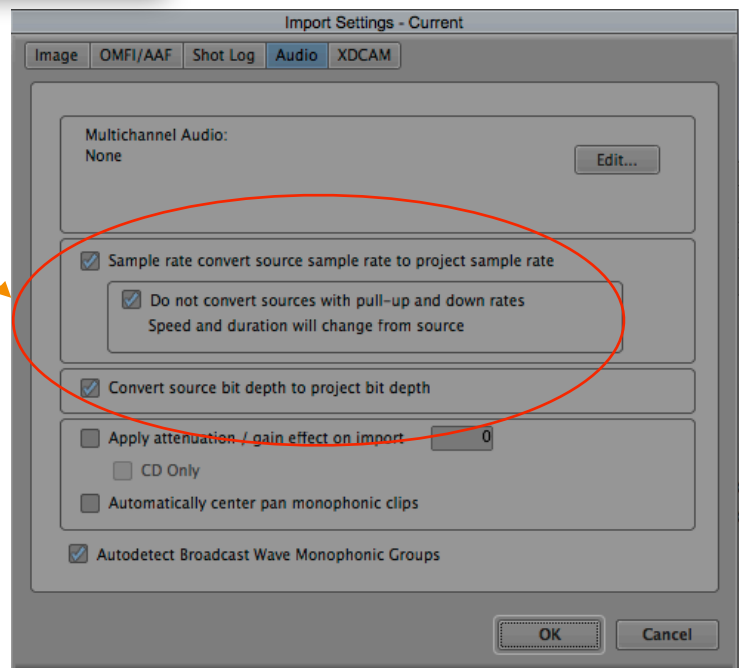 Import Settings - Current
Image OMFI/AAF Shot Log Audio XDCAM
Multichannel Audio:
None
Edit...
Sample rate convert source sample rate to project sample rate
Do not convert sources with pull-up and down rates
Speed and duration will change from source
Convert source bit depth to project bit depth
Apply attenuation / gain effect on import 0
CD Only
Automatically center pan monophonic clips
Autodetect Broadcast Wave Monophonic Groups
OK Cancel